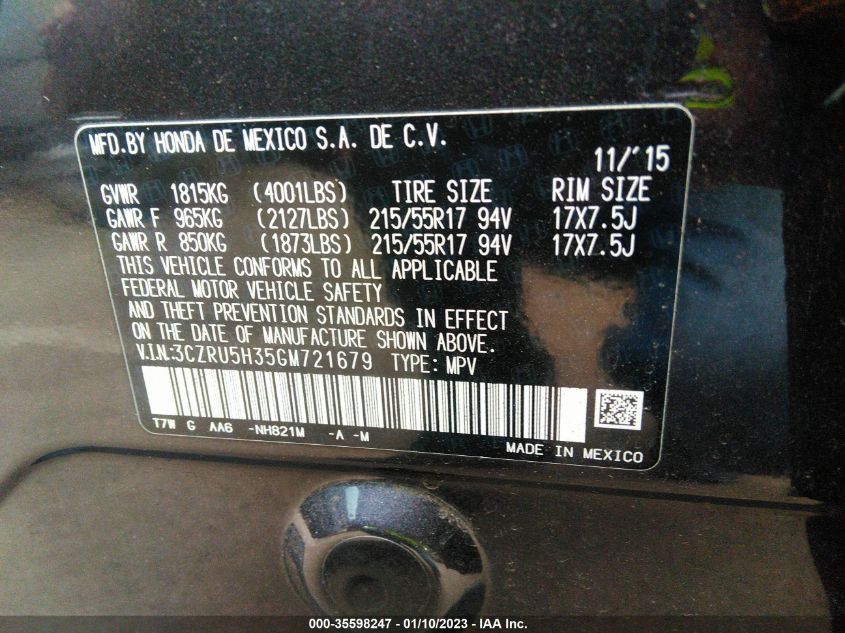 MFD.BY HONDA DE MEXICO S.A. DE C.V.
11/'15
GVWR 1815KG (4001LBS) TIRE SIZE RIM SIZE
GAWR F 965KG (2127LBS) 215/55R17 94V 17X7.5J
GAWR R 850KG (1873LBS) 215/55R17 94V 17X7.5J
THIS VEHICLE CONFORMS TO ALL APPLICABLE
FEDERAL MOTOR VEHICLE SAFETY
AND THEFT PREVENTION STANDARDS IN EFFECT
ON THE DATE OF MANUFACTURE SHOWN ABOVE.
V.I.N:3CZRU5H35GM721679 TYPE: MPV
T7W G AA6 -NH821M -A -M
MADE IN MEXICO
000-35598247 - 01/10/2023 - IAA Inc.